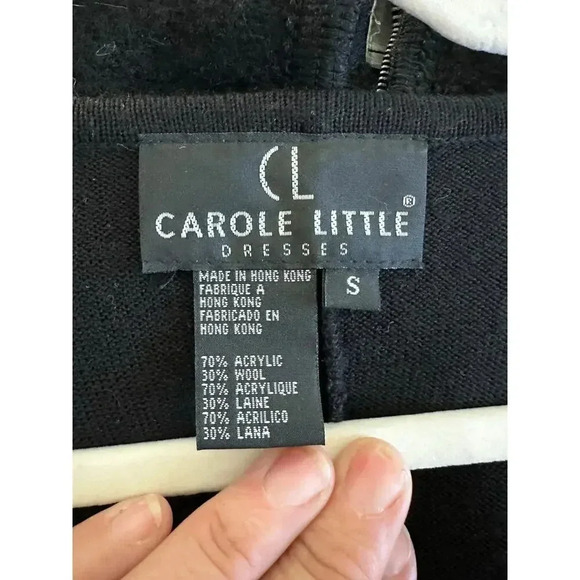 CL
CAROLE LITTLE®
DRESSES
S
MADE IN HONG KONG
FABRIQUE A
HONG KONG
FABRICADO EN
HONG KONG
70% ACRYLIC
30% WOOL
70% ACRYLIQUE
30% LAINE
70% ACRILICO
30% LANA